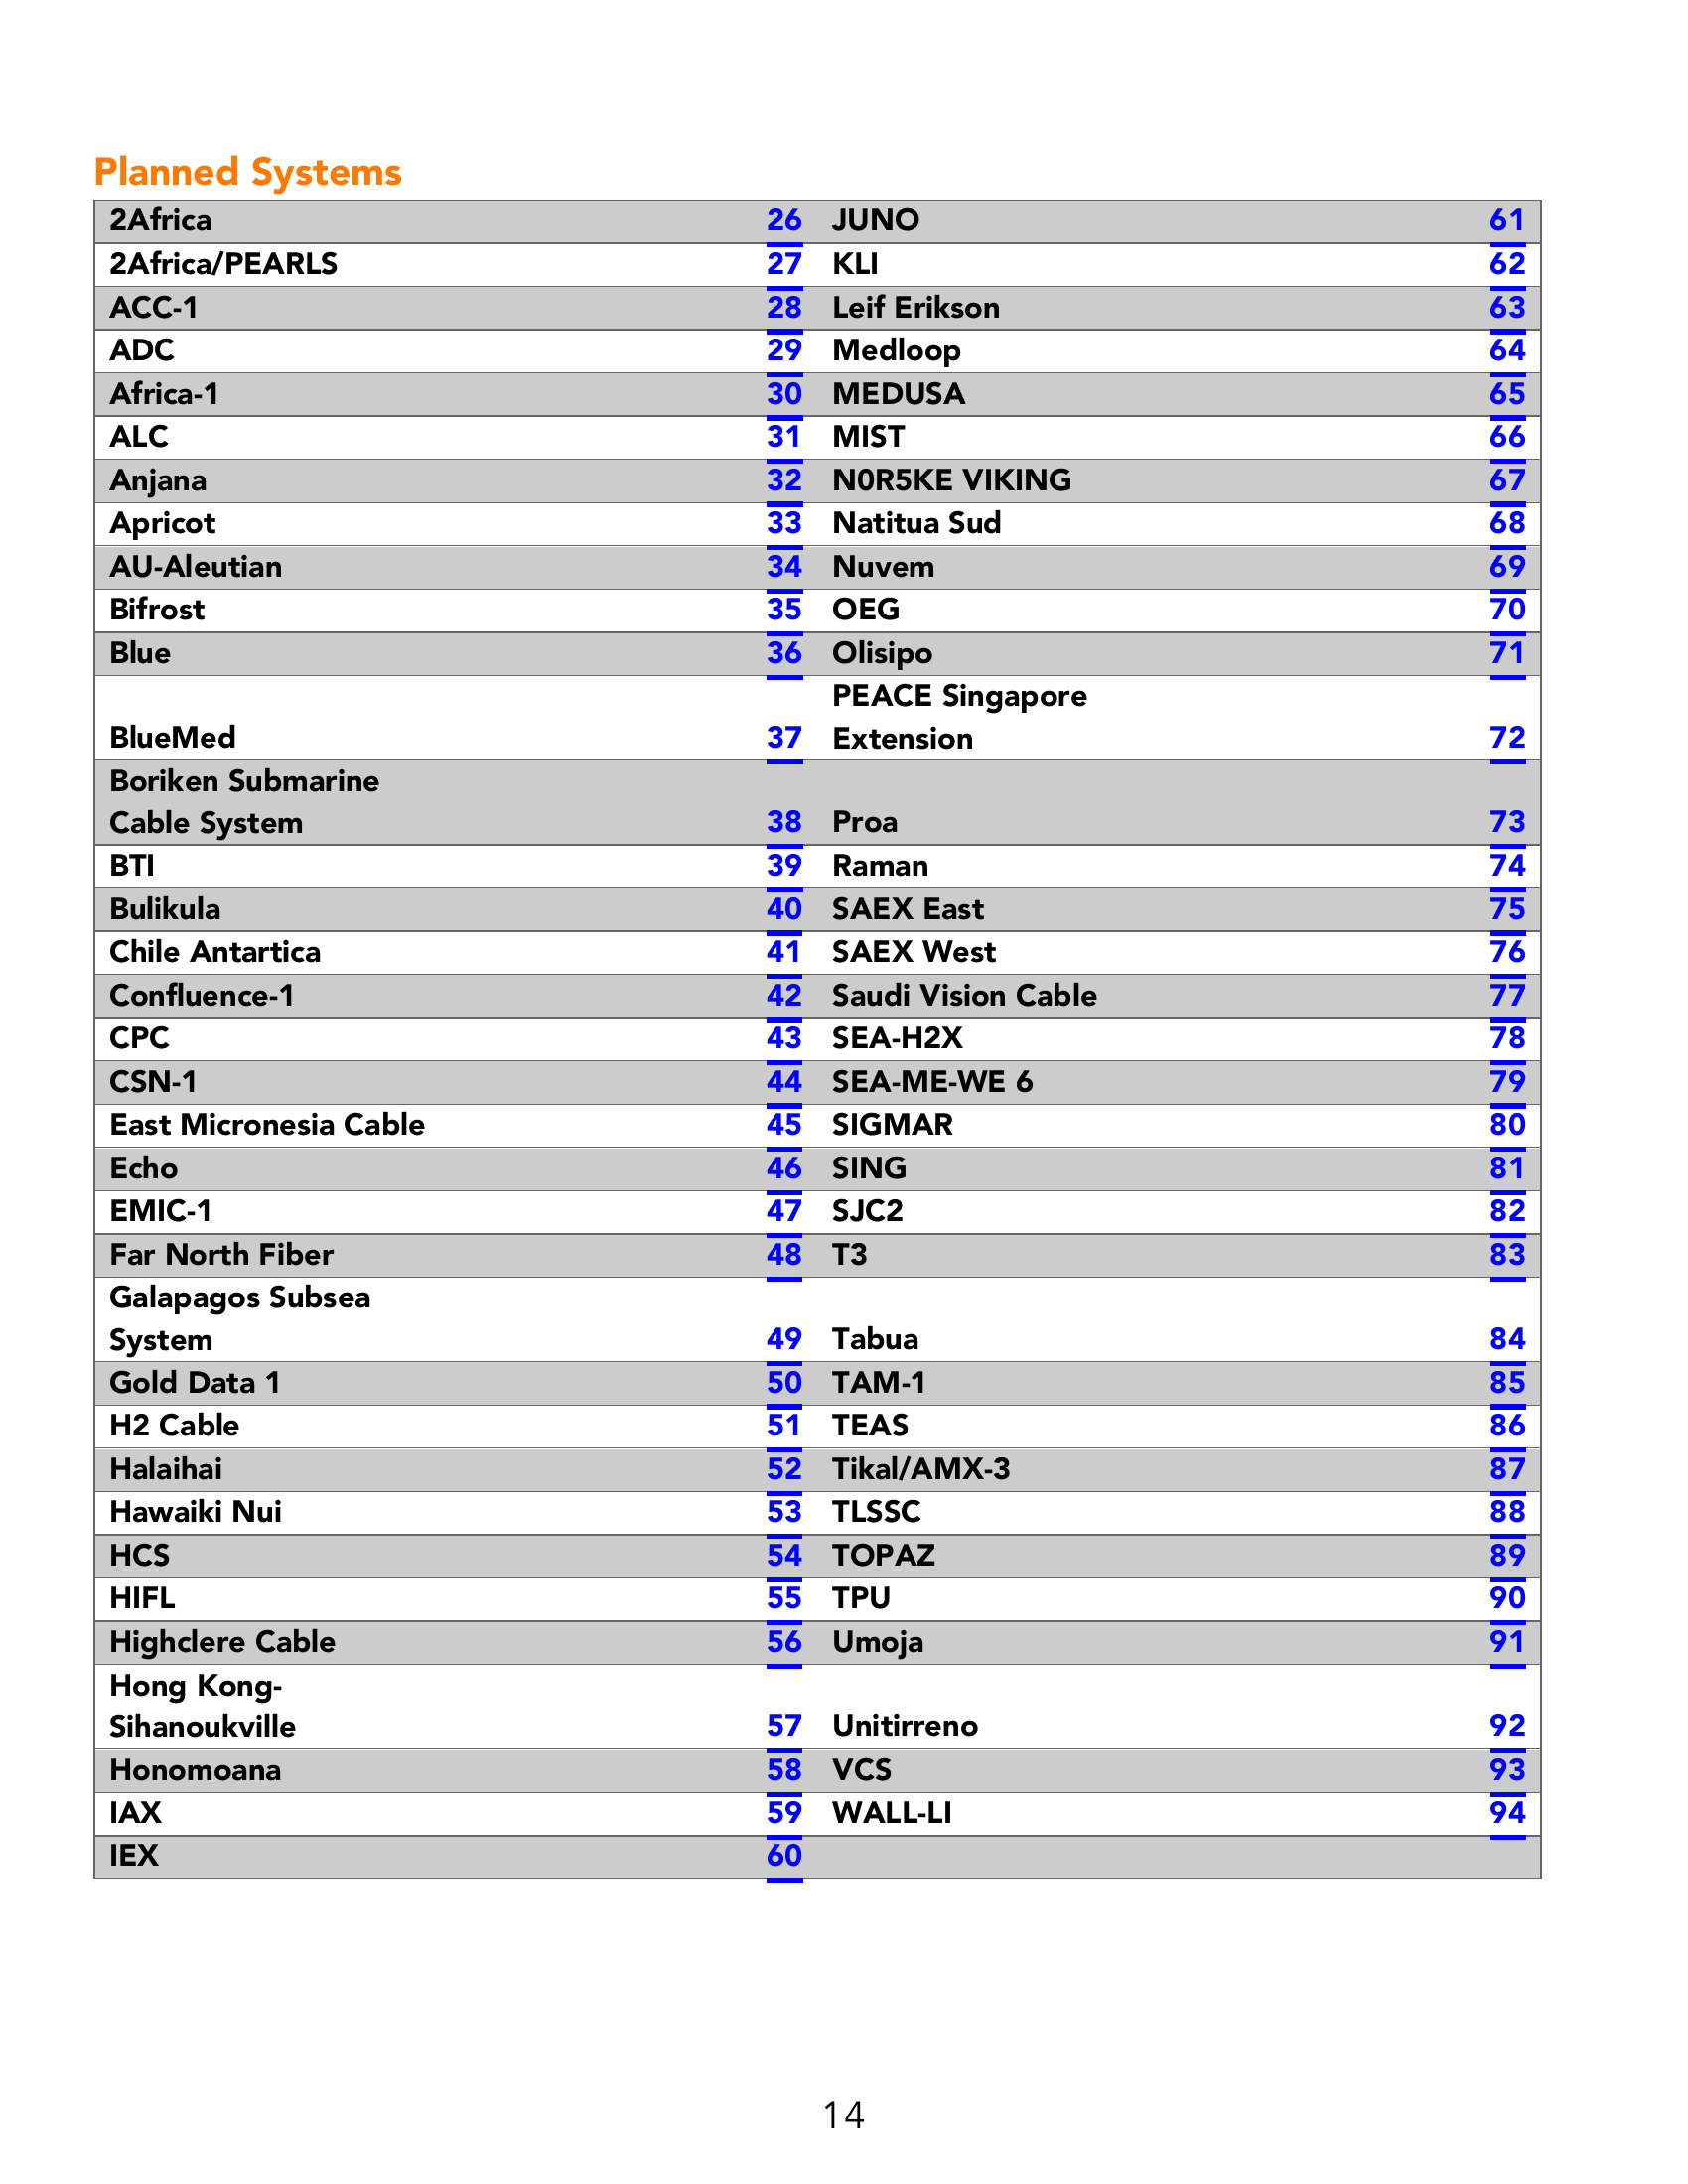 Planned Systems
2Africa 26 JUNO 61
2Africa/PEARLS 27 KLI 62
ACC-1 28 Leif Erikson 63
ADC 29 Medloop 64
Africa-1 30 MEDUSA 65
ALC 31 MIST 66
Anjana 32 N0R5KE VIKING 67
Apricot 33 Natitua Sud 68
AU-Aleutian 34 Nuvem 69
Bifrost 35 OEG 70
Blue 36 Olisipo 71
PEACE Singapore
BlueMed 37 Extension 72
Boriken Submarine
Cable System 38 Proa 73
BTI 39 Raman 74
Bulikula 40 SAEX East 75
Chile Antartica 41 SAEX West 76
Confluence-1 42 Saudi Vision Cable 77
CPC 43 SEA-H2X 78
CSN-1 44 SEA-ME-WE 6 79
East Micronesia Cable 45 SIGMAR 80
Echo 46 SING 81
EMIC-1 47 SJC2 82
Far North Fiber 48 T3 83
Galapagos Subsea
System 49 Tabua 84
Gold Data 1 50 TAM-1 85
H2 Cable 51 TEAS 86
Halaihai 52 Tikal/AMX-3 87
Hawaiki Nui 53 TLSSC 88
HCS 54 TOPAZ 89
HIFL 55 TPU 90
Highclere Cable 56 Umoja 91
Hong Kong-
Sihanoukville 57 Unitirreno 92
Honomoana 58 VCS 93
IAX 59 WALL-LI 94
IEX 60
14